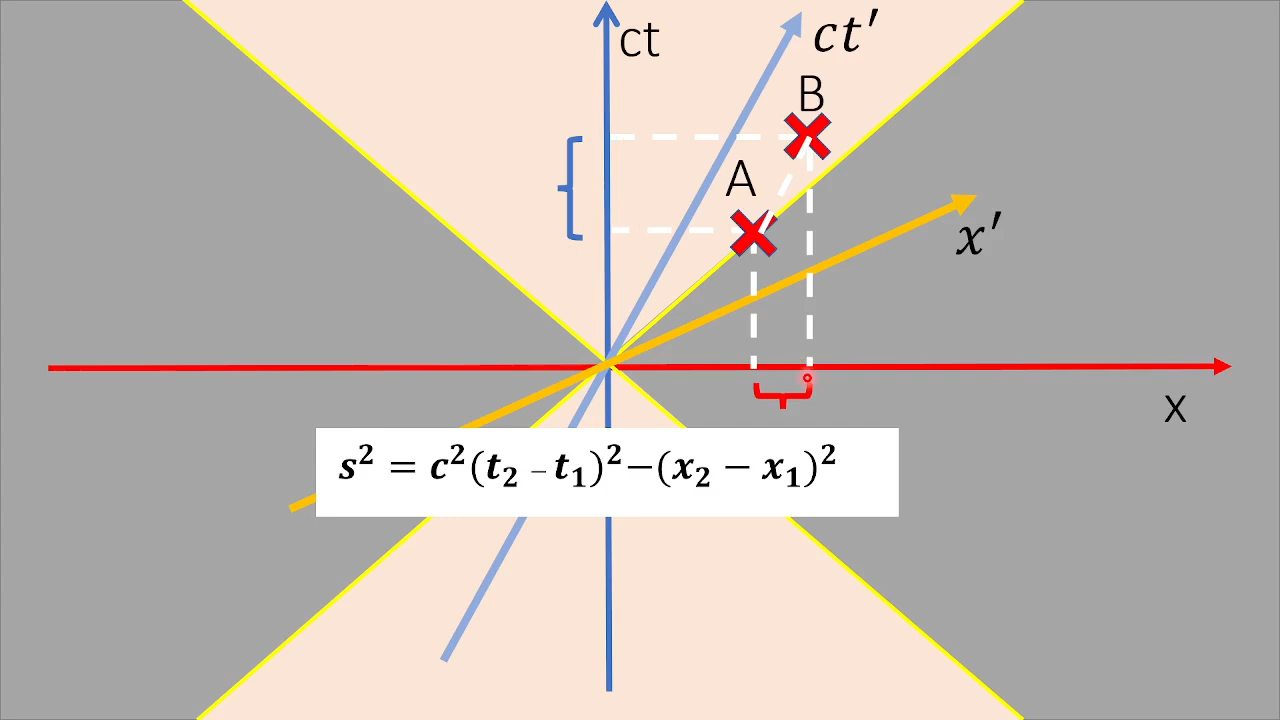 ct
ct′
B
A
x′
x
s² = c²(t₂ – t₁)²−(x₂ − x₁)²